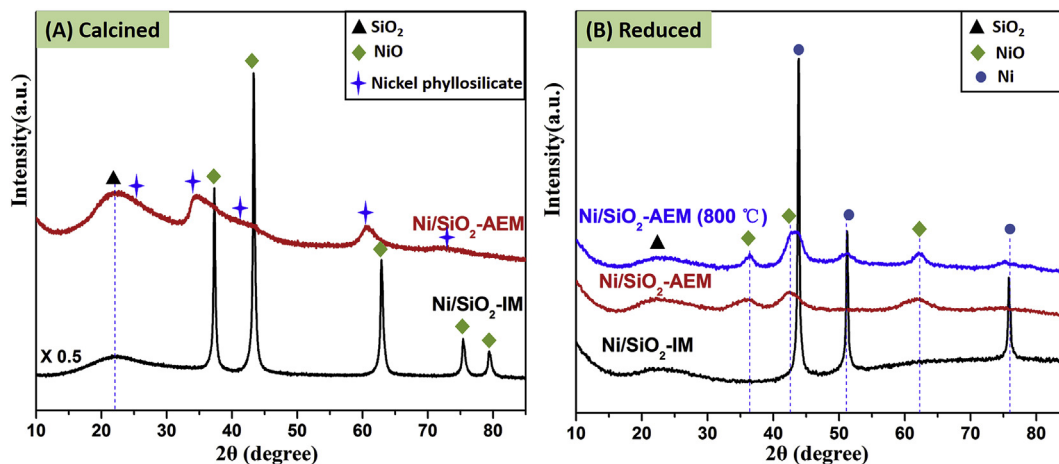 (A) Calcined
SiO₂
NiO
Nickel phyllosilicate
Intensity(a.u.)
Ni/SiO₂-AEM
Ni/SiO₂-IM
X 0.5
10 20 30 40 50 60 70 80
2θ (degree)
(B) Reduced
SiO₂
NiO
Ni
Intensity(a.u.)
Ni/SiO₂-AEM (800 ℃)
Ni/SiO₂-AEM
Ni/SiO₂-IM
10 20 30 40 50 60 70 80
2θ (degree)